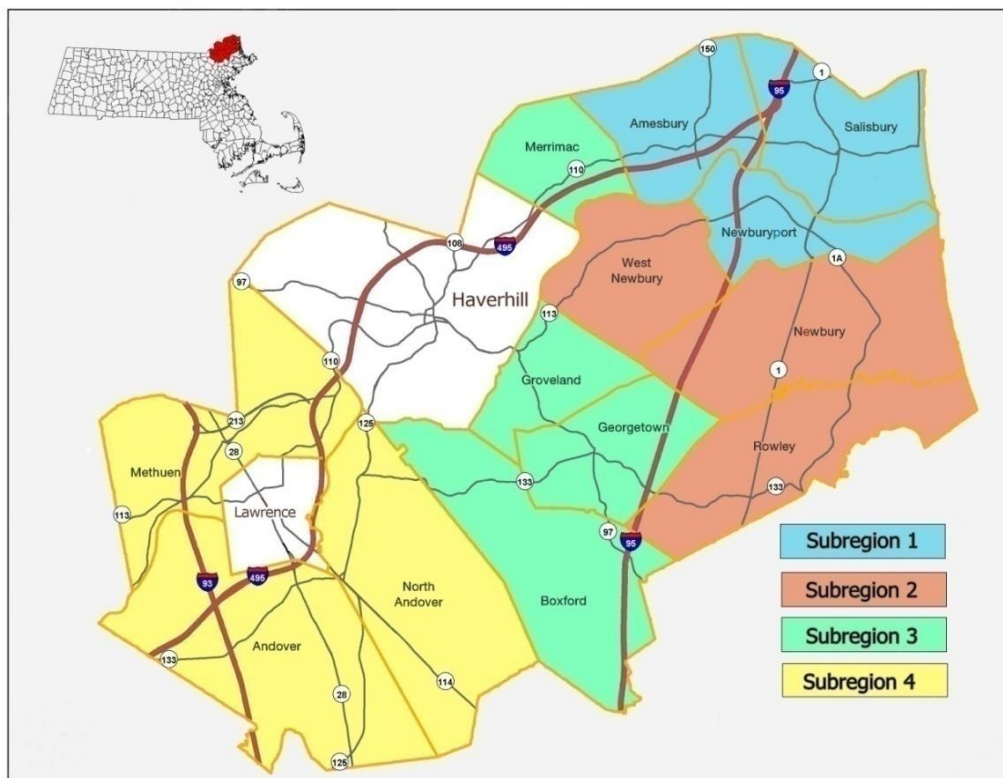 150
1
95
Amesbury
Salisbury
Merrimac
110
Newburyport
108
495
West
Newbury
1A
97
Haverhill
113
Newbury
110
1
Groveland
213
125
Georgetown
28
Rowley
Methuen
133
133
Lawrence
113
97
95
Subregion 1
93
495
North
Andover
Boxford
Subregion 2
Subregion 3
133
Andover
114
28
Subregion 4
125